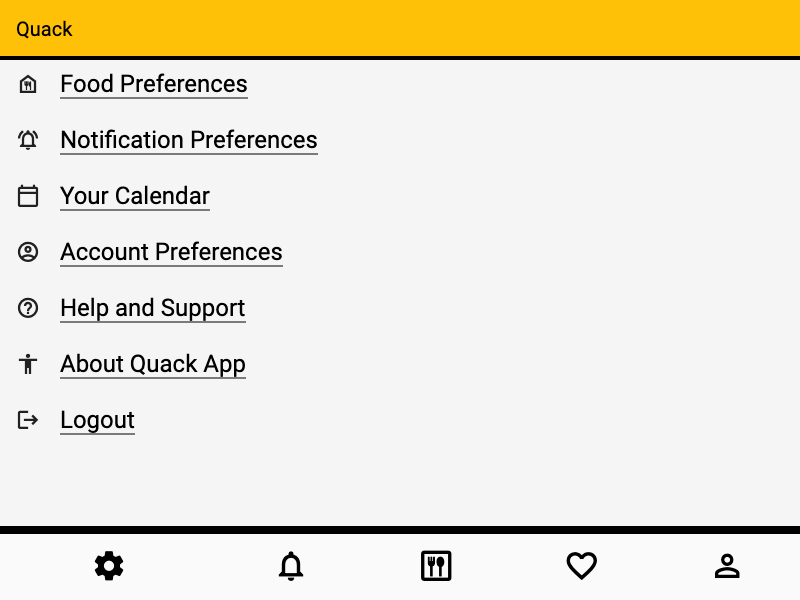 Quack
Food Preferences
Notification Preferences
Your Calendar
Account Preferences
Help and Support
About Quack App
Logout